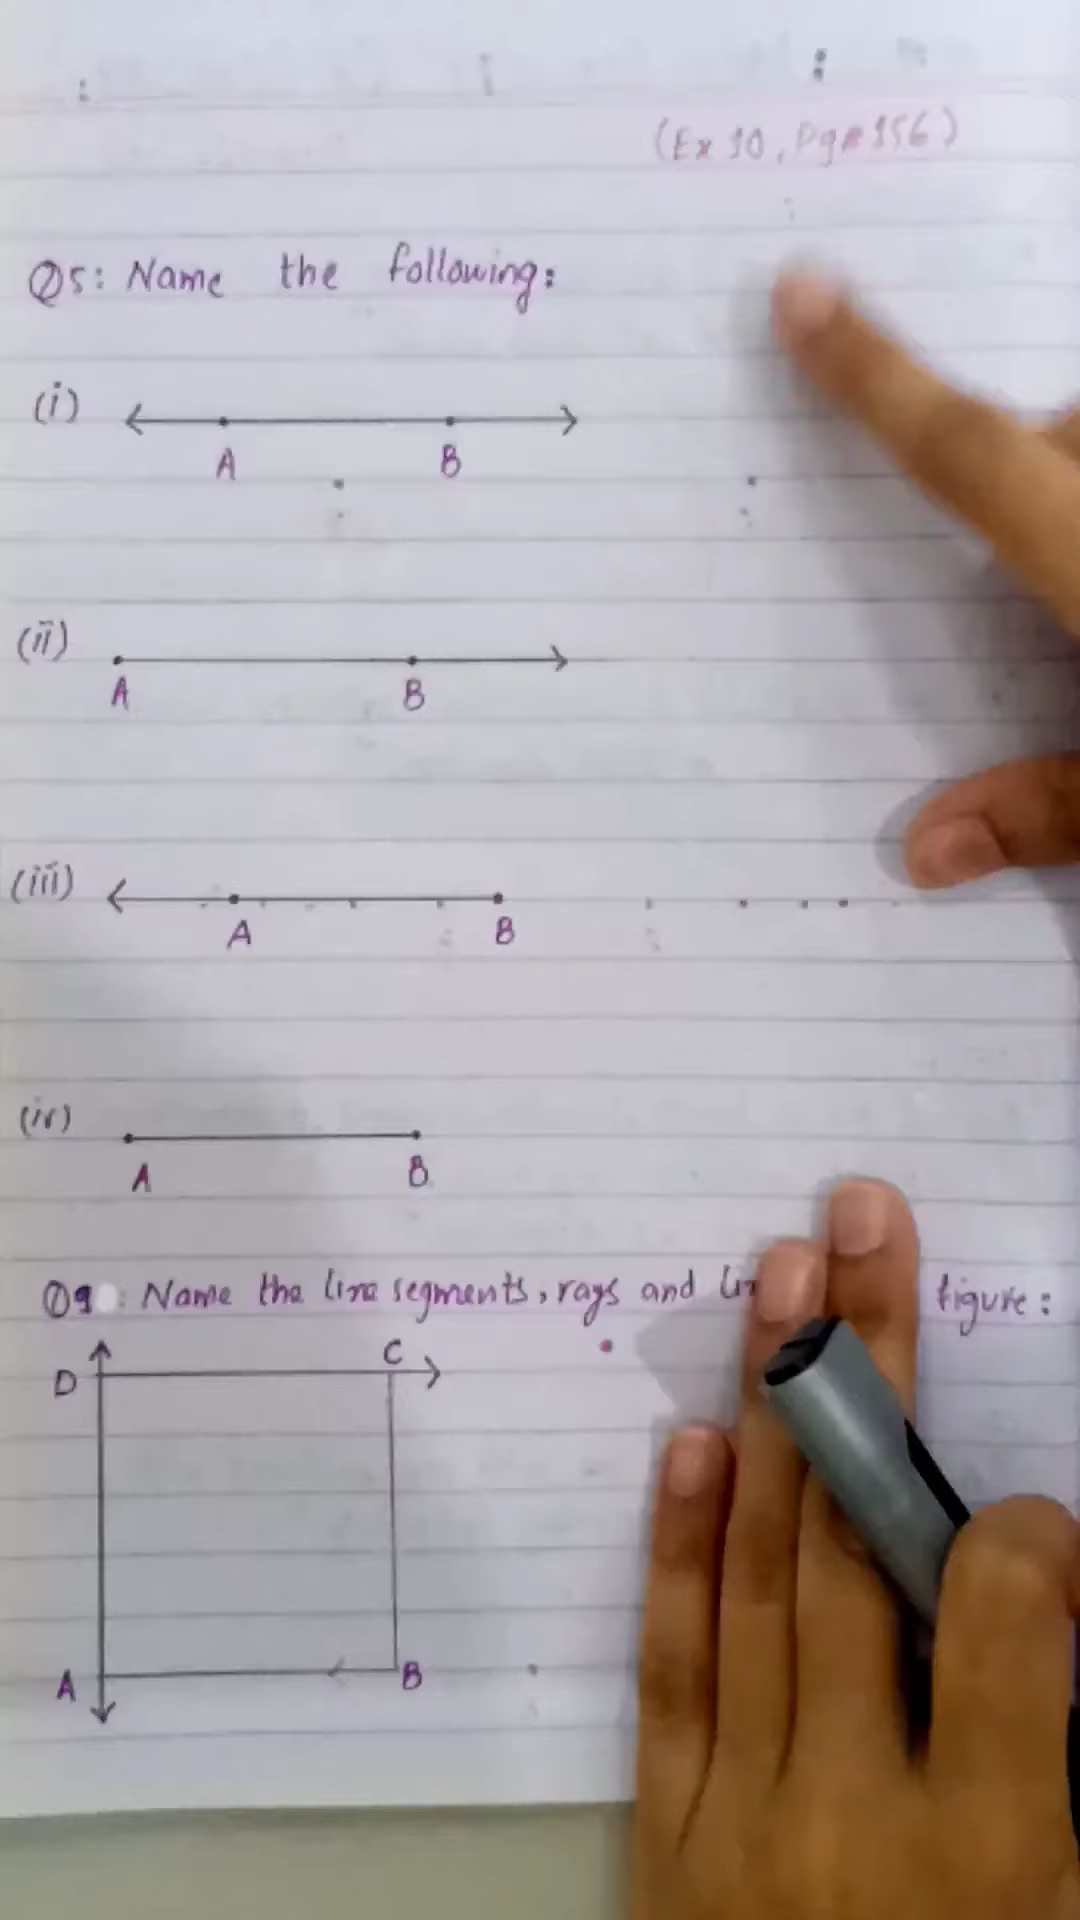 (Ex 10, Pg# 156)
Q5: Name the following:
(i)
A B
(ii)
A B
(iii)
A B
(iv)
A B
Q9: Name the line segments, rays and figure:
D C
A B